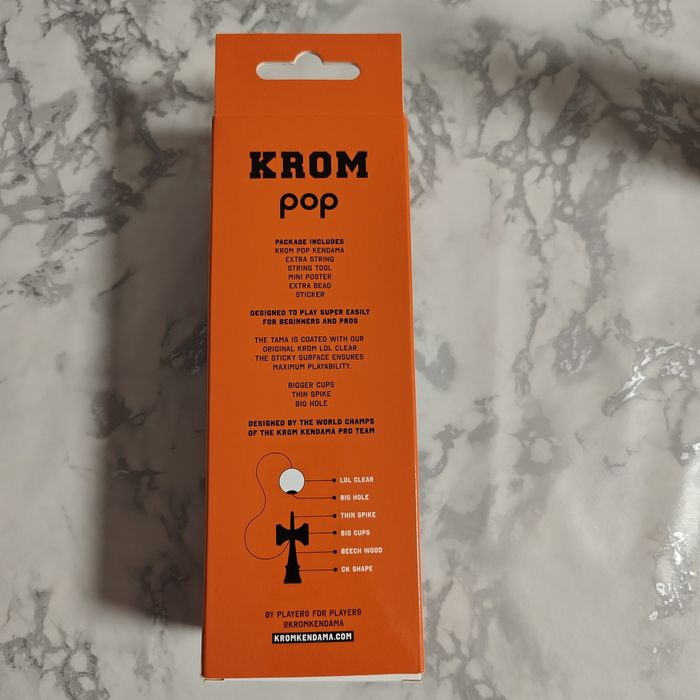 KROM
pop
PACKAGE INCLUDES
KROM POP KENDAMA
EXTRA STRING
STRING TOOL
MINI POSTER
EXTRA BEAD
STICKER
DESIGNED TO PLAY SUPER EASILY
FOR BEGINNERS AND PROS
THE TAMA IS COATED WITH OUR
ORIGINAL KROM LOL CLEAR.
THE STICKY SURFACE ENSURES
MAXIMUM PLAYABILITY.
BIGGER CUPS
THIN SPIKE
BIG HOLE
DESIGNED BY THE WORLD CHAMPS
OF THE KROM KENDAMA PRO TEAM
LOL CLEAR
BIG HOLE
THIN SPIKE
BIG CUPS
BEECH WOOD
CK SHAPE
BY PLAYERS FOR PLAYERS
@KROMKENDAMA
KROMKENDAMA.COM